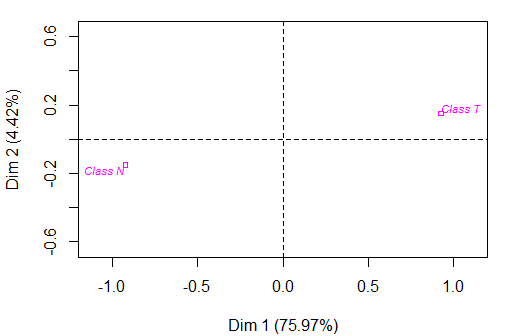 Dim 2 (4.42%)
0.6
0.2
-0.2
-0.6
Class T
Class N
-1.0 -0.5 0.0 0.5 1.0
Dim 1 (75.97%)